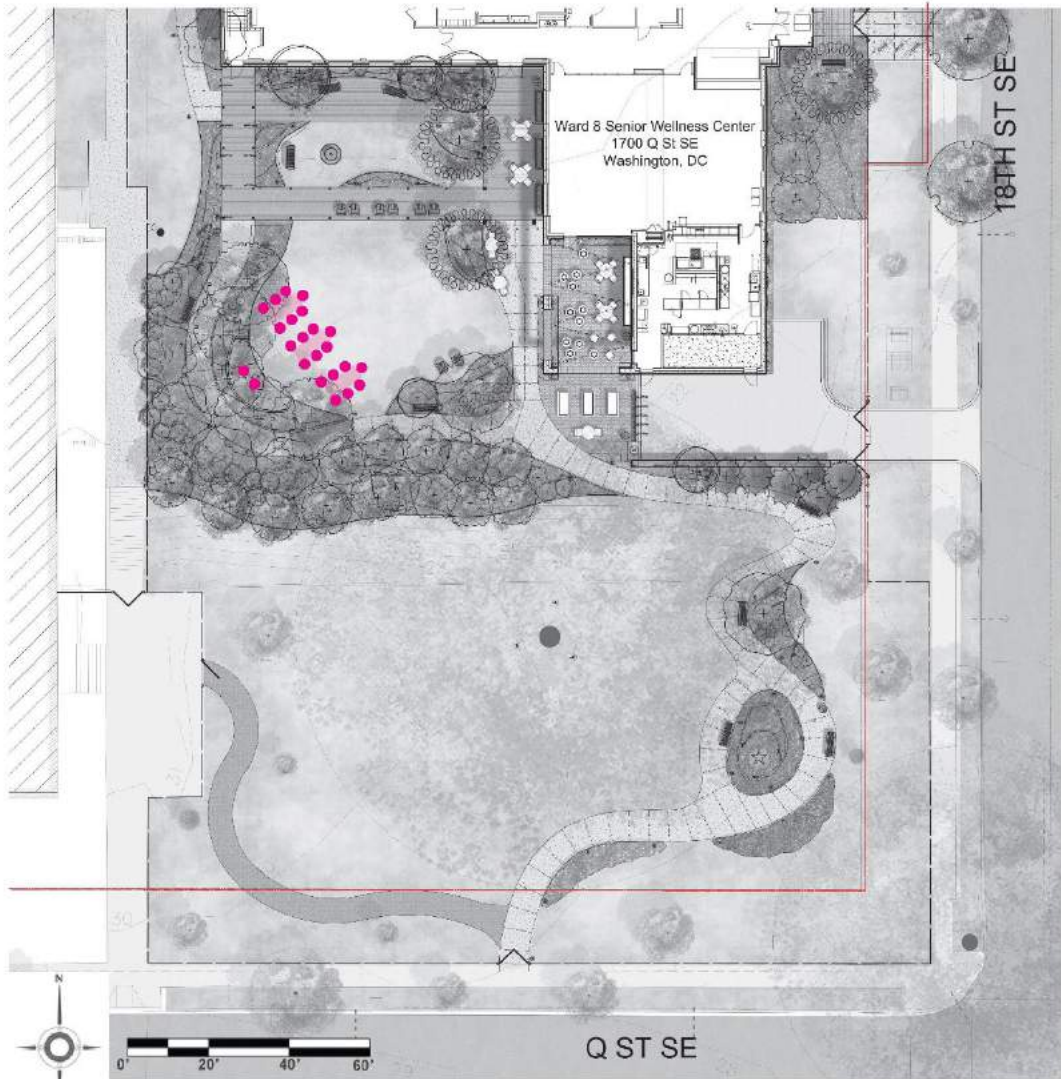 Ward 8 Senior Wellness Center
1700 Q St SE
Washington, DC
18TH ST SE
30
N
0' 20' 40' 60'
Q ST SE